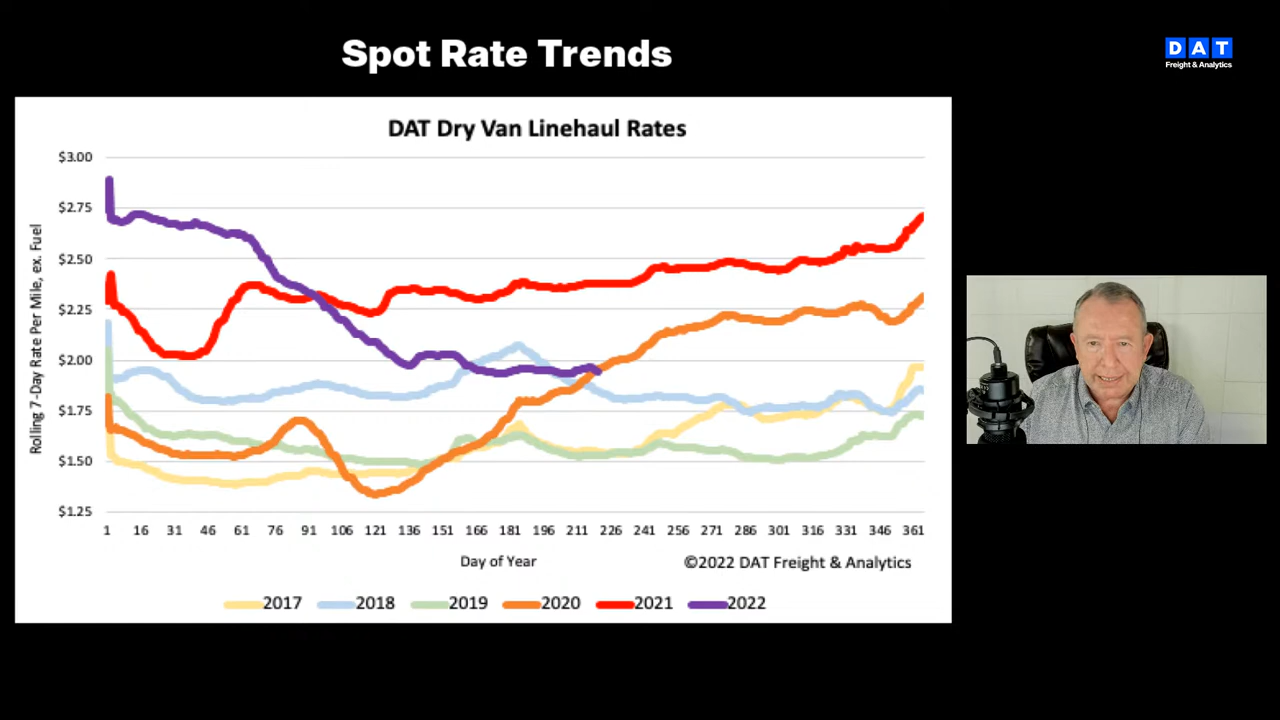 Spot Rate Trends
DAT
Freight & Analytics
DAT Dry Van Linehaul Rates
Rolling 7-Day Rate Per Mile, ex. Fuel
$3.00
$2.75
$2.50
$2.25
$2.00
$1.75
$1.50
$1.25
1 16 31 46 61 76 91 106 121 136 151 166 181 196 211 226 241 256 271 286 301 316 331 346 361
Day of Year
©2022 DAT Freight & Analytics
2017 2018 2019 2020 2021 2022